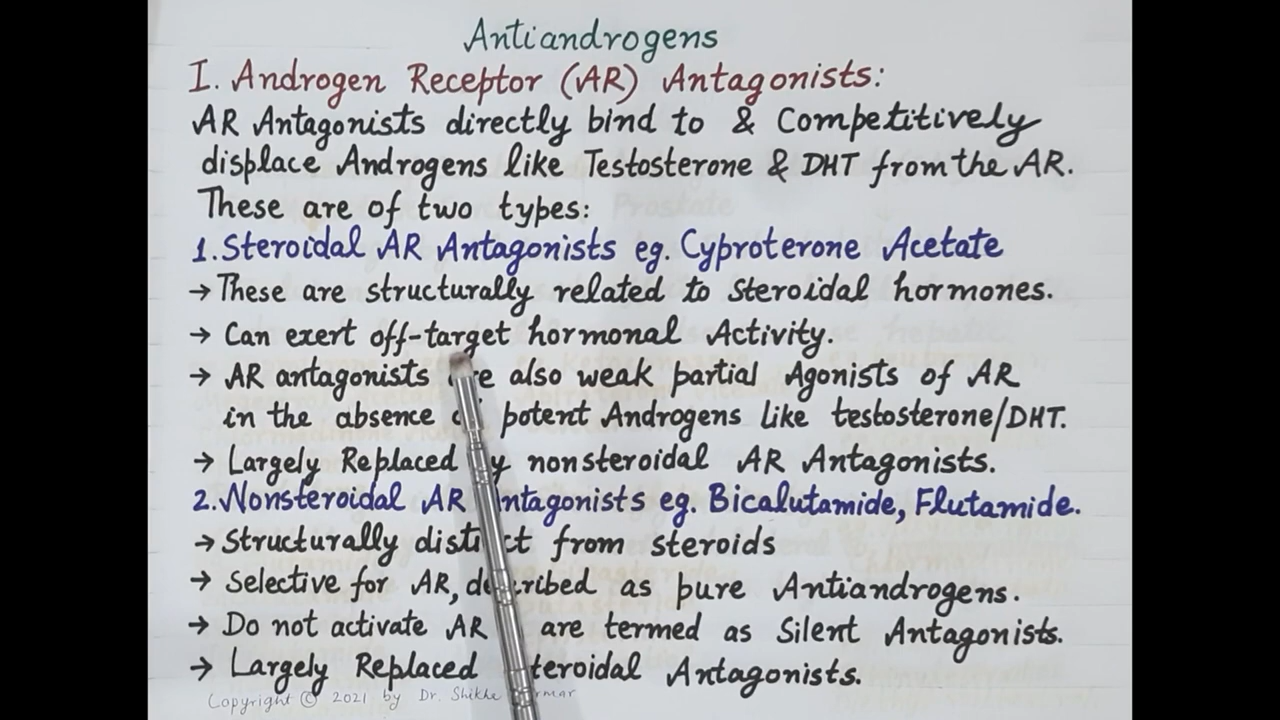 Antiandrogens
I. Androgen Receptor (AR) Antagonists:
AR Antagonists directly bind to & Competitively
displace Androgens like Testosterone & DHT from the AR.
These are of two types:
1. Steroidal AR Antagonists eg. Cyproterone Acetate
→ These are structurally related to Steroidal hormones.
→ Can exert off-target hormonal Activity.
→ AR antagonists are also weak partial Agonists of AR
in the absence of potent Androgens like testosterone/DHT.
→ Largely Replaced by nonsteroidal AR Antagonists.
2. Nonsteroidal AR Antagonists eg. Bicalutamide, Flutamide.
→ Structurally distinct from steroids
→ Selective for AR, described as pure Antiandrogens.
→ Do not activate AR are termed as Silent Antagonists.
→ Largely Replaced Steroidal Antagonists.
Copyright © 2021 by Dr. Shikha